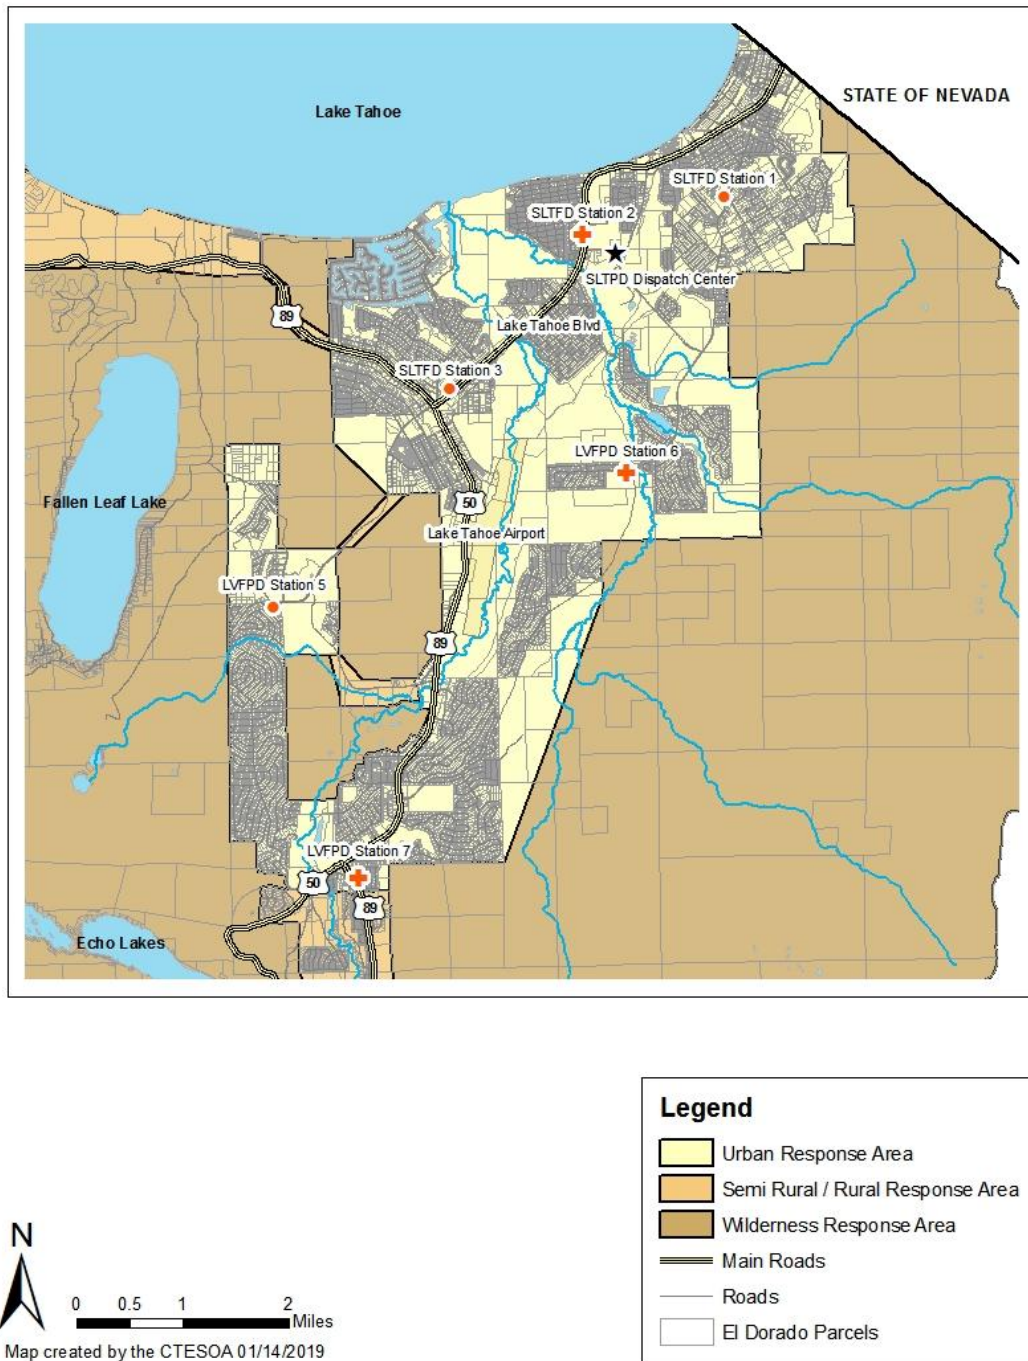 Lake Tahoe
STATE OF NEVADA
SLTFD Station 1
SLTFD Station 2
SLTPD Dispatch Center
89
Lake Tahoe Blvd
SLTFD Station 3
LVFPD Station 6
Fallen Leaf Lake
50
Lake Tahoe Airport
LVFPD Station 5
89
LVFPD Station 7
50
89
Echo Lakes
Legend
Urban Response Area
Semi Rural / Rural Response Area
Wilderness Response Area
Main Roads
Roads
El Dorado Parcels
N
0 0.5 1 2
Miles
Map created by the CTESOA 01/14/2019